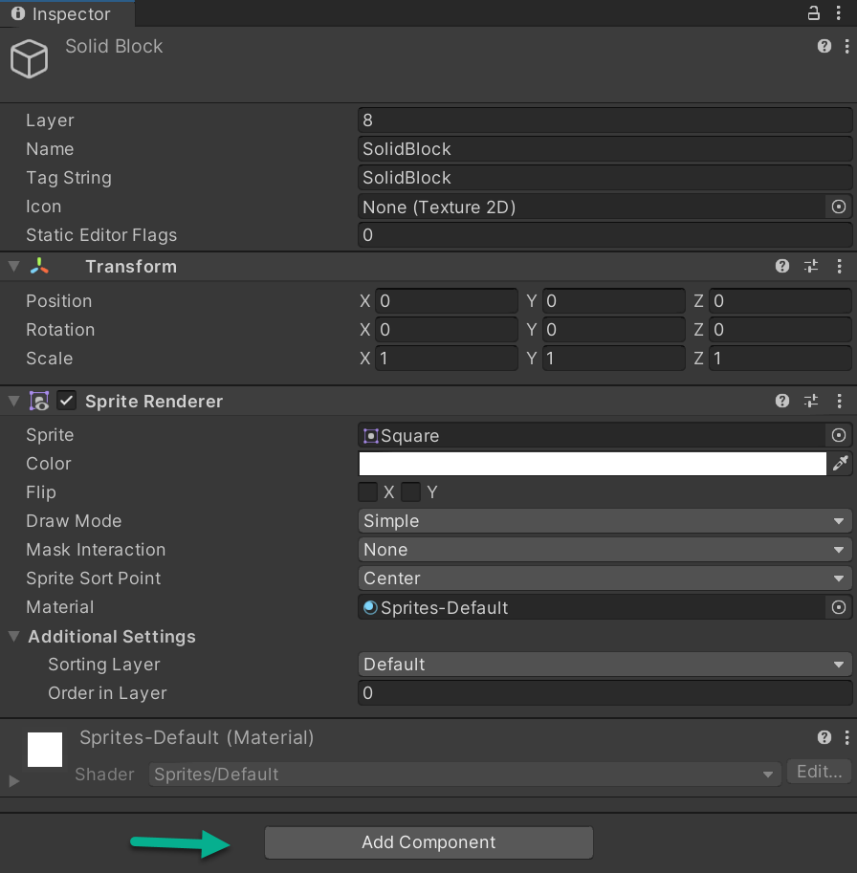 Inspector
Solid Block
Layer 8
Name SolidBlock
Tag String SolidBlock
Icon None (Texture 2D)
Static Editor Flags 0
Transform
Position X 0 Y 0 Z 0
Rotation X 0 Y 0 Z 0
Scale X 1 Y 1 Z 1
Sprite Renderer
Sprite Square
Color
Flip X Y
Draw Mode Simple
Mask Interaction None
Sprite Sort Point Center
Material Sprites-Default
Additional Settings
Sorting Layer Default
Order in Layer 0
Sprites-Default (Material)
Shader Sprites/Default Edit...
Add Component